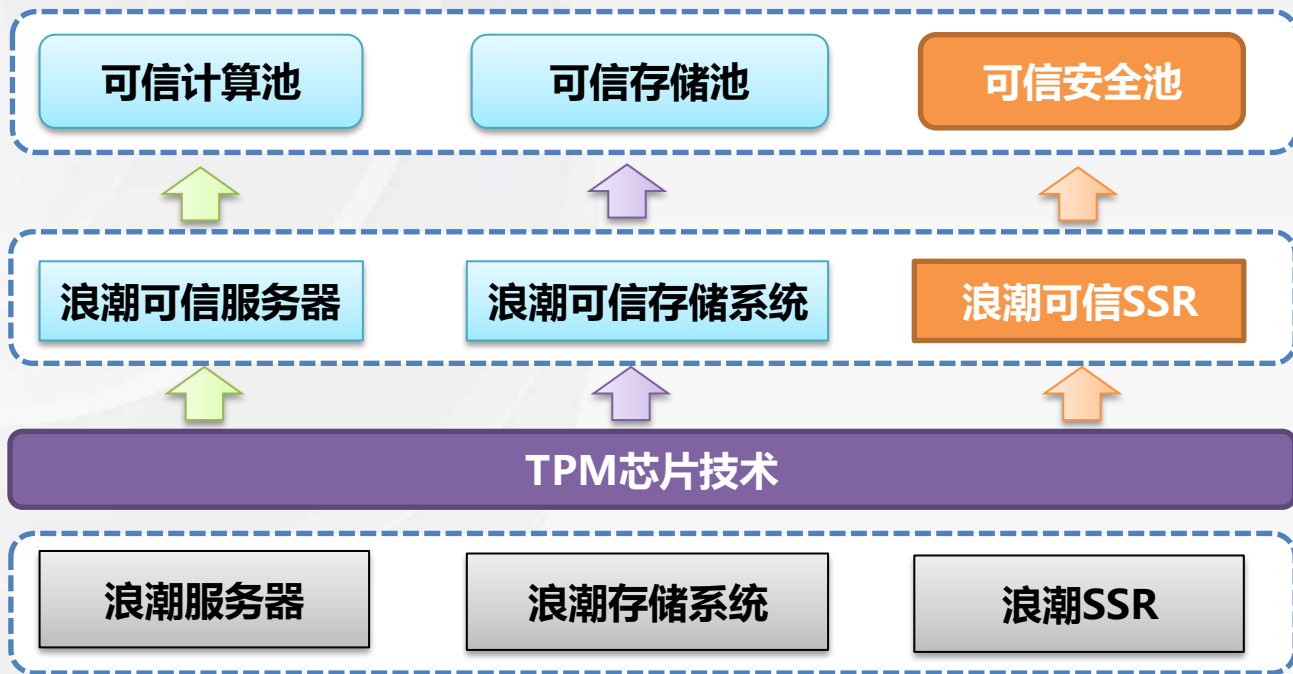 可信计算池
可信存储池
可信安全池
浪潮可信服务器
浪潮可信存储系统
浪潮可信SSR
TPM芯片技术
浪潮服务器
浪潮存储系统
浪潮SSR